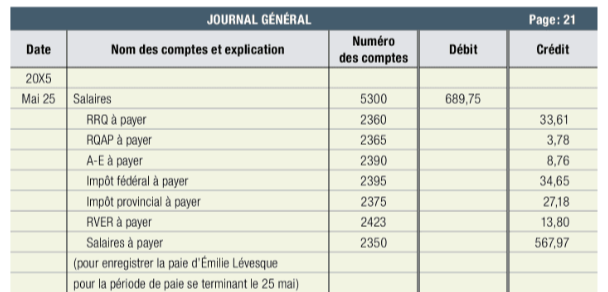 JOURNAL GÉNÉRAL Page: 21
Date Nom des comptes et explication Numéro des comptes Débit Crédit
20X5
Mai 25 Salaires 5300 689,75
RRQ à payer 2360 33,61
RQAP à payer 2365 3,78
A-E à payer 2390 8,76
Impôt fédéral à payer 2395 34,65
Impôt provincial à payer 2375 27,18
RVER à payer 2423 13,80
Salaires à payer 2350 567,97
(pour enregistrer la paie d'Émilie Lévesque
pour la période de paie se terminant le 25 mai)